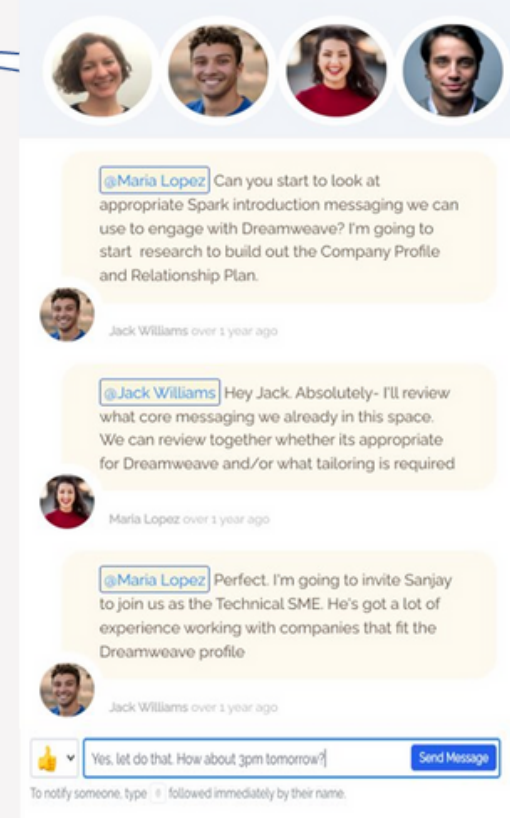 @Maria Lopez Can you start to look at
appropriate Spark introduction messaging we can
use to engage with Dreamweave? I'm going to
start research to build out the Company Profile
and Relationship Plan.
Jack Williams over 1 year ago
@Jack Williams Hey Jack. Absolutely- I'll review
what core messaging we already in this space.
We can review together whether its appropriate
for Dreamweave and/or what tailoring is required
Maria Lopez over 1 year ago
@Maria Lopez Perfect. I'm going to invite Sanjay
to join us as the Technical SME. He's got a lot of
experience working with companies that fit the
Dreamweave profile
Jack Williams over 1 year ago
Yes, let do that. How about 3pm tomorrow? Send Message
To notify someone, type followed immediately by their name.